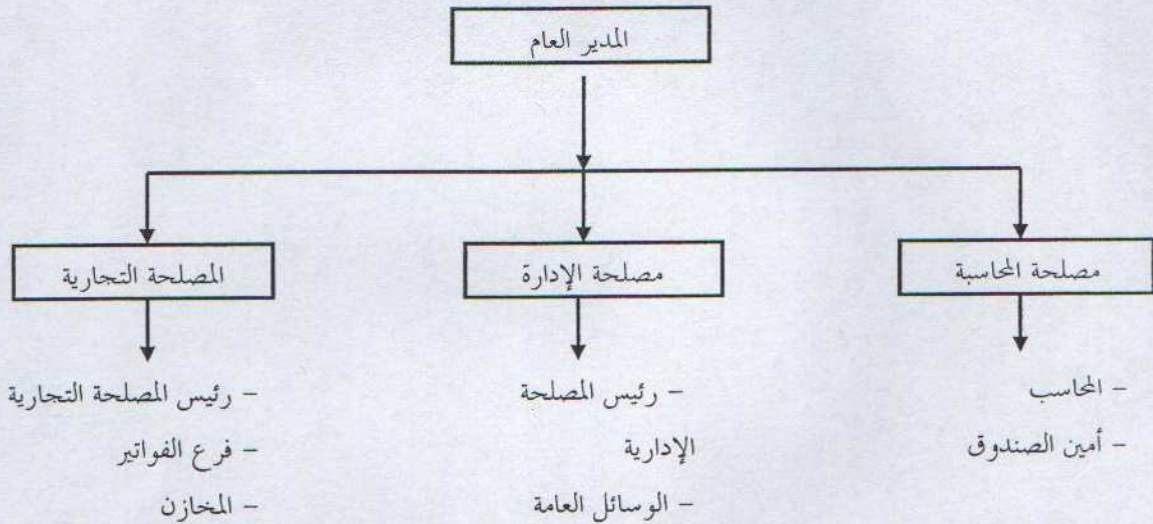 المدير العام
مصلحة المحاسبة
مصلحة الإدارة
المصلحة التجارية
– المحاسب
– أمين الصندوق
– رئيس المصلحة
الإدارية
– الوسائل العامة
– رئيس المصلحة التجارية
– فرع الفواتير
– المخازن